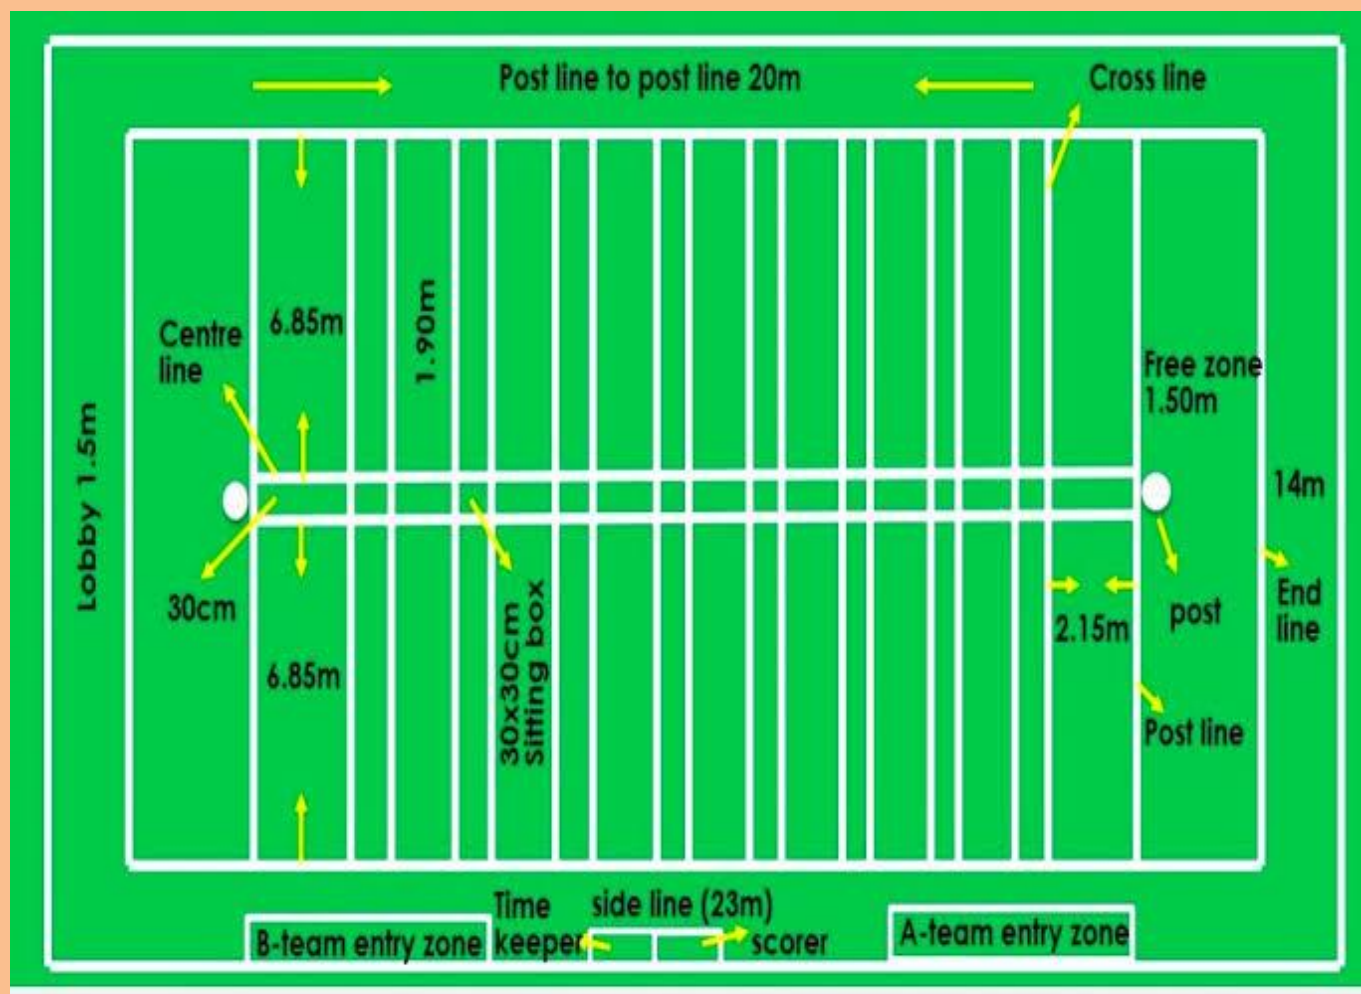 Post line to post line 20m
Cross line
Centre
line
6.85m
1.90m
Free zone
1.50m
Lobby 1.5m
14m
30cm
6.85m
30x30cm
Sitting box
2.15m
post
End
line
Post line
Time
keeper
side line (23m)
scorer
B-team entry zone
A-team entry zone